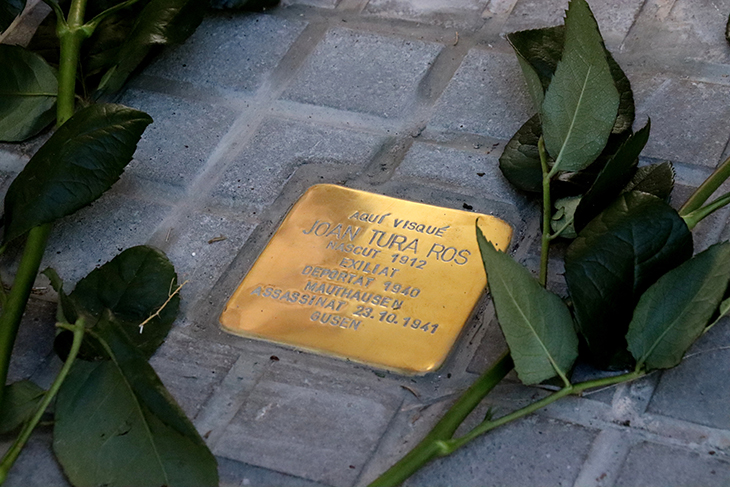 AQUÍ VISQUÉ
JOAN TURA ROS
NASCUT 1912
EXILIAT
DEPORTAT 1940
MAUTHAUSEN
ASSASSINAT 23.10.1941
GUSEN